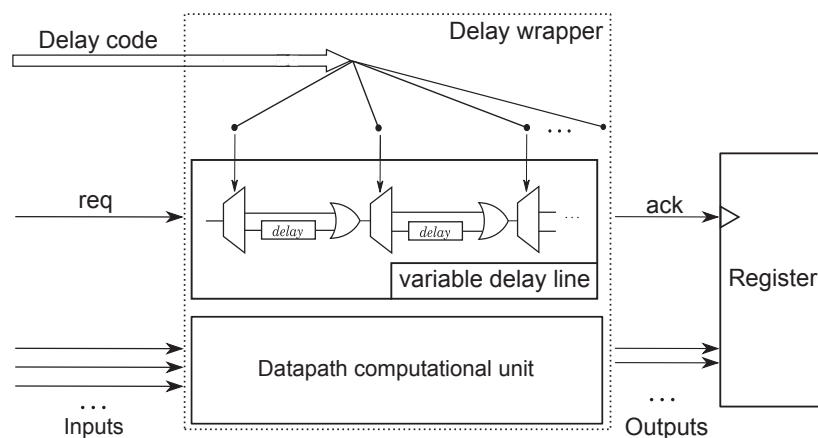 Delay code
Delay wrapper
...
req
ack
delay
delay
...
variable delay line
Register
Datapath computational unit
...
Inputs
...
Outputs